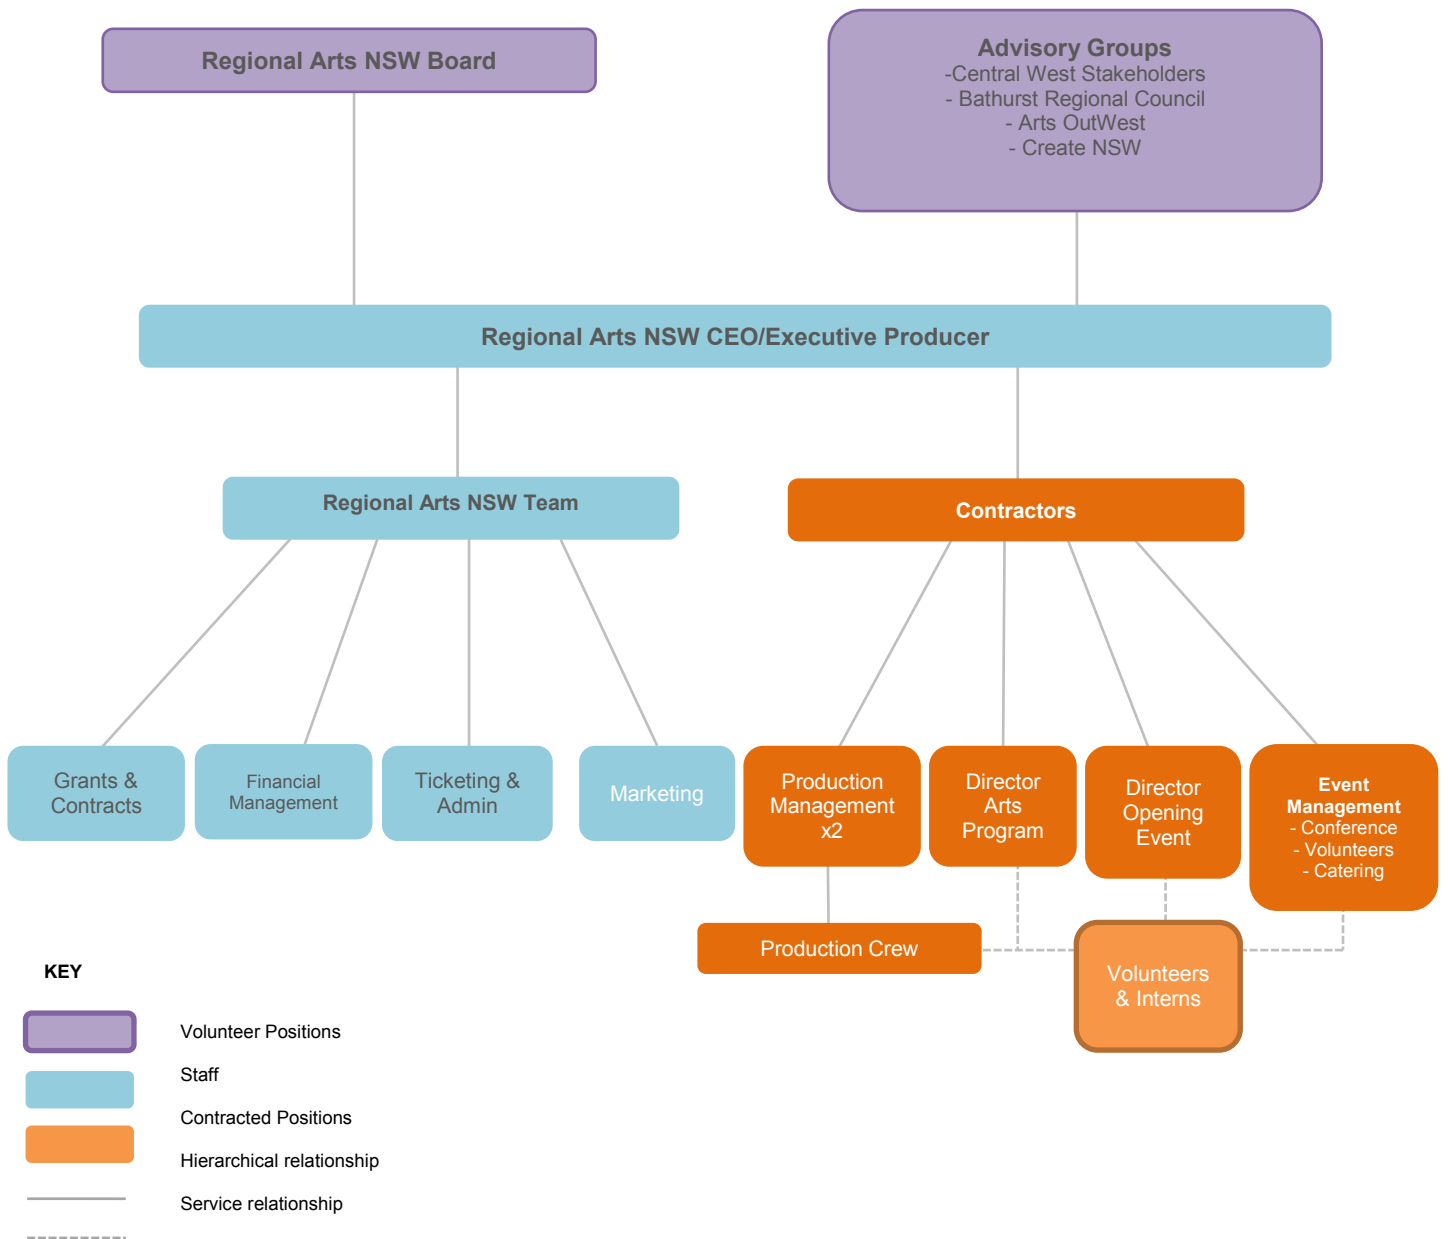 Regional Arts NSW Board
Advisory Groups
-Central West Stakeholders
- Bathurst Regional Council
- Arts OutWest
- Create NSW
Regional Arts NSW CEO/Executive Producer
Regional Arts NSW Team
Contractors
Grants &
Contracts
Financial
Management
Ticketing &
Admin
Marketing
Production
Management
x2
Director
Arts
Program
Director
Opening
Event
Event
Management
- Conference
- Volunteers
- Catering
Production Crew
Volunteers
& Interns
KEY
Volunteer Positions
Staff
Contracted Positions
Hierarchical relationship
Service relationship